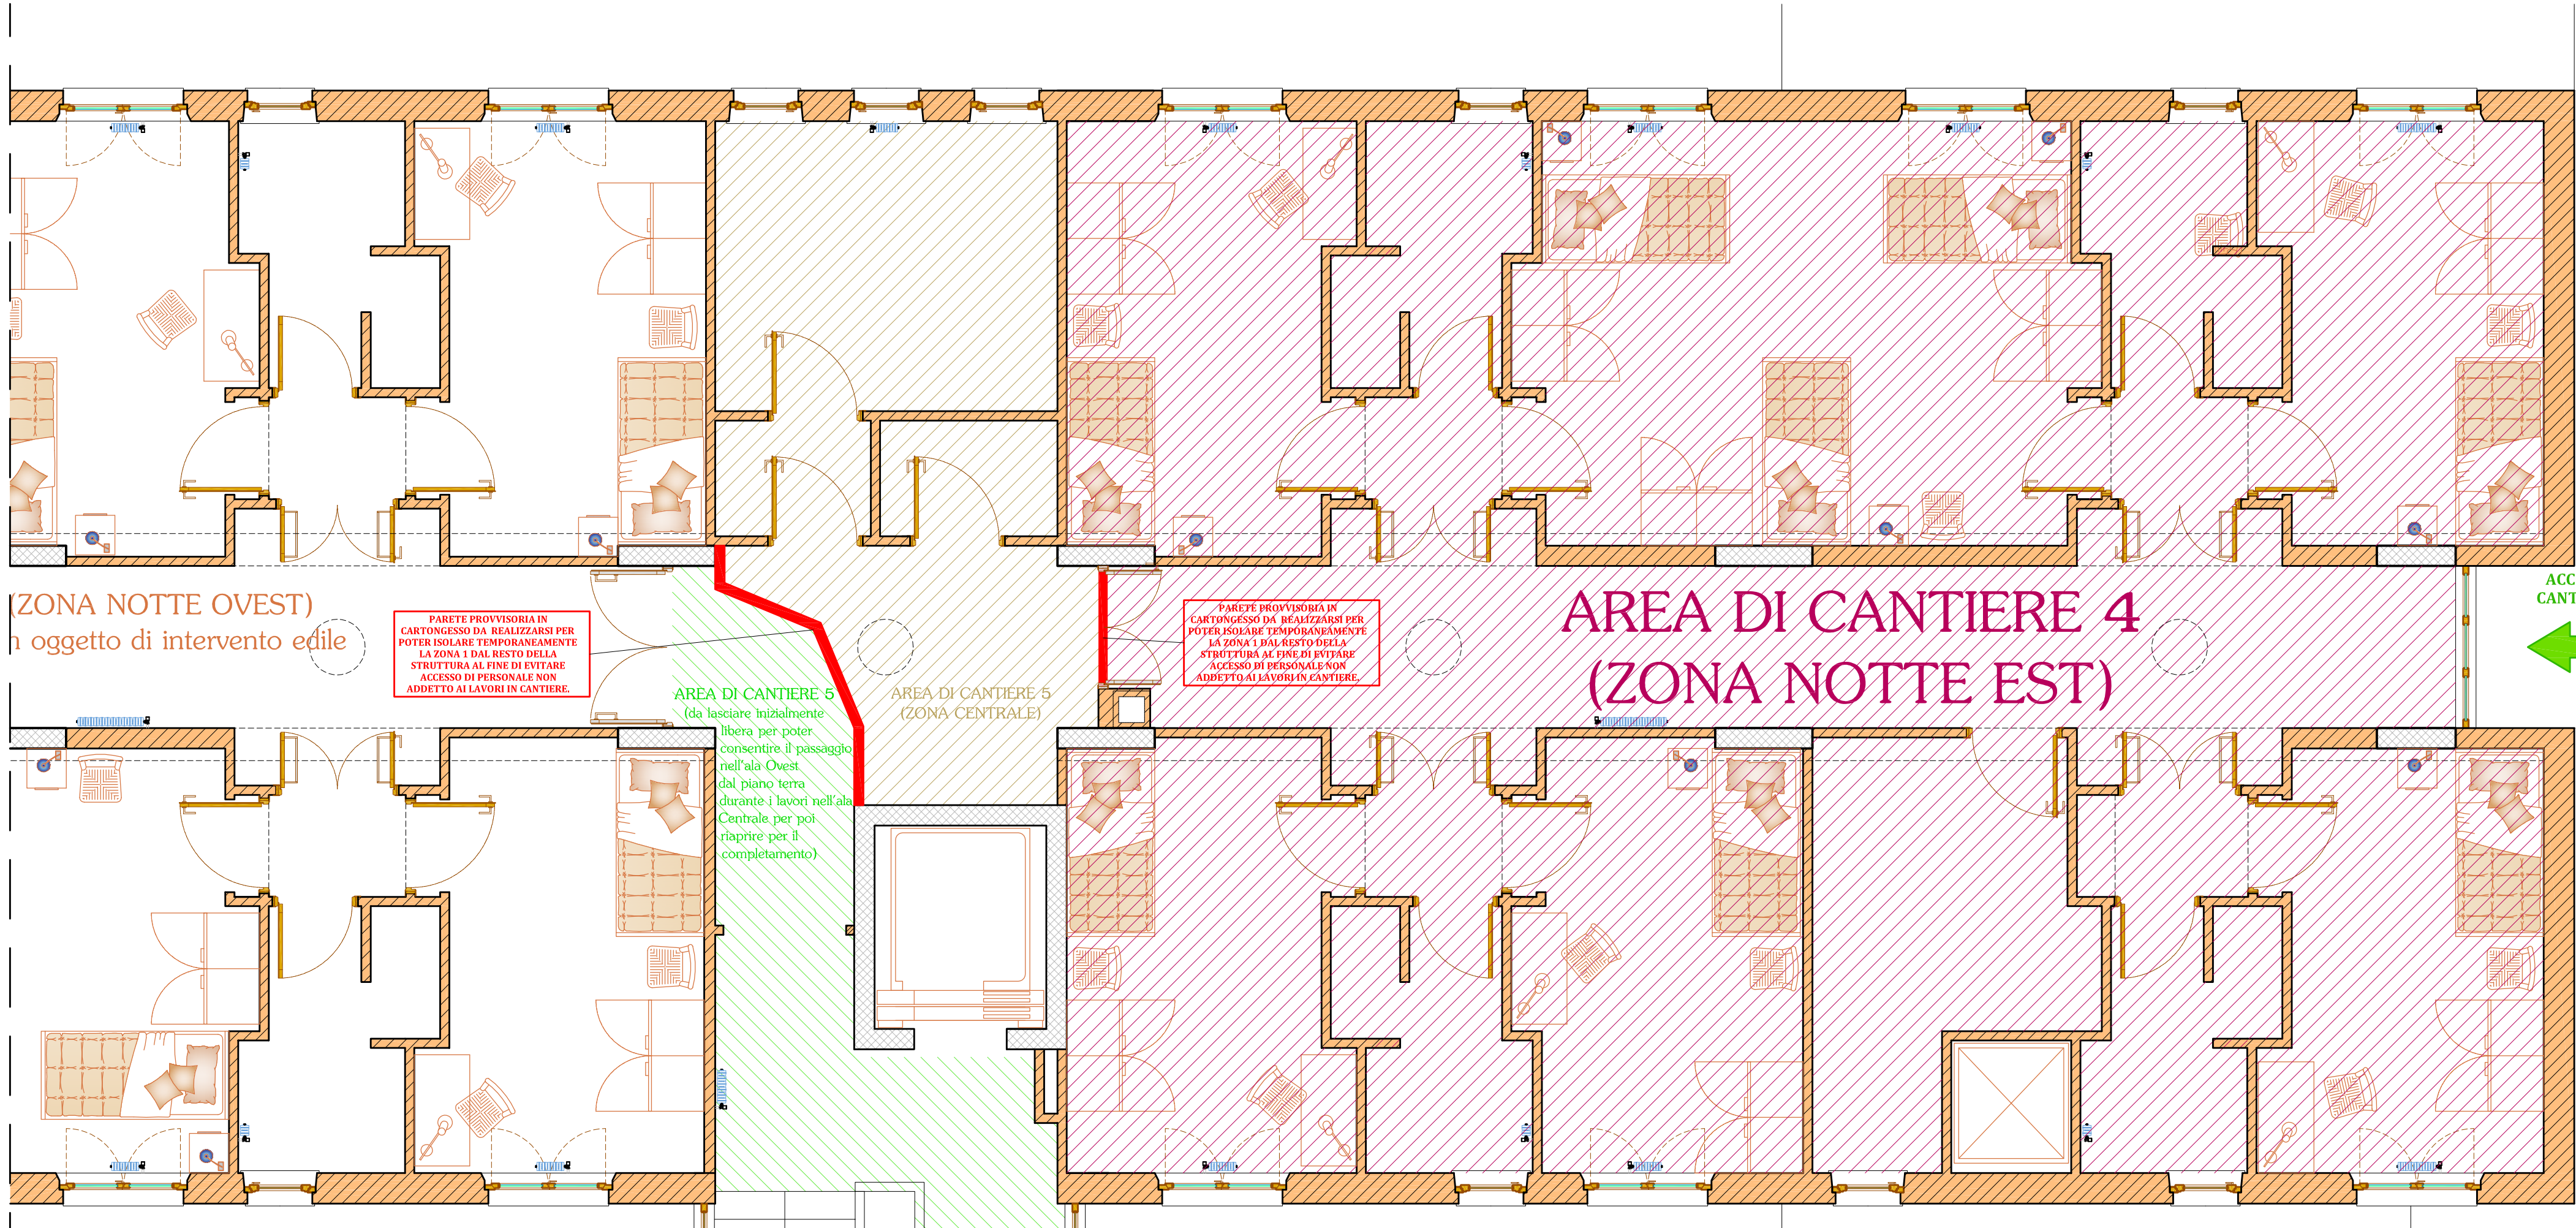 (ZONA NOTTE OVEST)
oggetto di intervento edile
PARETE PROVVISORIA IN
CARTONGESSO DA REALIZZARSI PER
POTER ISOLARE TEMPORANEAMENTE
LA ZONA 1 DAL RESTO DELLA
STRUTTURA AL FINE DI EVITARE
ACCESSO DI PERSONALE NON
ADDETTO AI LAVORI IN CANTIERE.
AREA DI CANTIERE 5
(da lasciare inizialmente
libera per poter
consentire il passaggio
nell'ala Ovest
dal piano terra
durante i lavori nell'ala
Centrale per poi
riaprire per il
completamento)
AREA DI CANTIERE 5
(ZONA CENTRALE)
PARETE PROVVISORIA IN
CARTONGESSO DA REALIZZARSI PER
POTER ISOLARE TEMPORANEAMENTE
LA ZONA 1 DAL RESTO DELLA
STRUTTURA AL FINE DI EVITARE
ACCESSO DI PERSONALE NON
ADDETTO AI LAVORI IN CANTIERE.
AREA DI CANTIERE 4
(ZONA NOTTE EST)
ACC
CANT